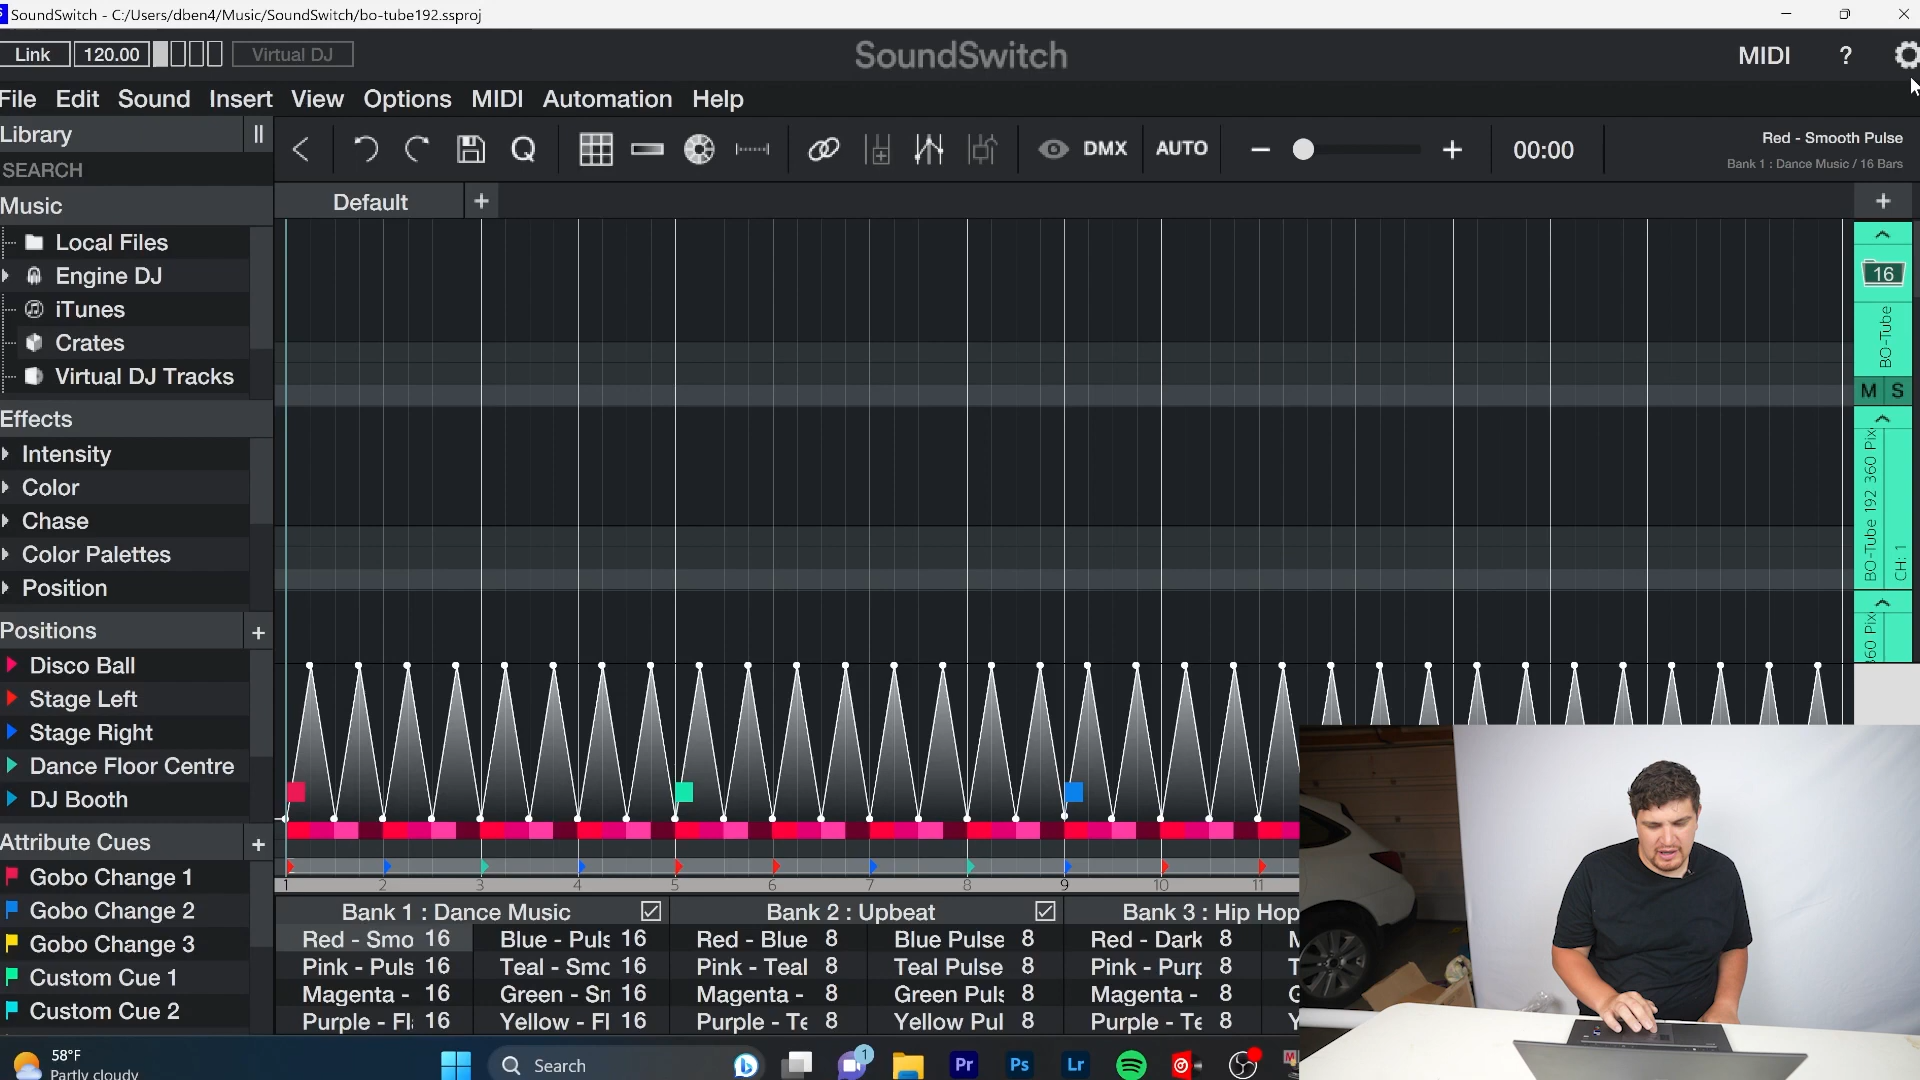 SoundSwitch - C:/Users/dben4/Music/SoundSwitch/bo-tube192.ssproj
Link 120.00 Virtual DJ SoundSwitch MIDI ?
File Edit Sound Insert View Options MIDI Automation Help
Library
SEARCH
Music
Local Files
Engine DJ
iTunes
Crates
Virtual DJ Tracks
Effects
Intensity
Color
Chase
Color Palettes
Position
Positions +
Disco Ball
Stage Left
Stage Right
Dance Floor Centre
DJ Booth
Attribute Cues +
Gobo Change 1
Gobo Change 2
Gobo Change 3
Custom Cue 1
Custom Cue 2
Q DMX AUTO 00:00
Red - Smooth Pulse
Bank 1 : Dance Music / 16 Bars
Default +
+
16
BO-Tube
M S
BO-Tube 192 360 Pix
CH: 1
360 Pix
1 2 3 4 5 6 7 8 9 10 11
Bank 1 : Dance Music Bank 2 : Upbeat Bank 3 : Hip Hop
Red - Smo 16 Blue - Puls 16 Red - Blue 8 Blue Pulse 8 Red - Dark 8
Pink - Puls 16 Teal - Smo 16 Pink - Teal 8 Teal Pulse 8 Pink - Purp 8
Magenta - 16 Green - Sm 16 Magenta - 8 Green Puls 8 Magenta - 8
Purple - Fl 16 Yellow - Fl 16 Purple - Te 8 Yellow Pul 8 Purple - Te 8
58°F
Partly cloudy
Search
1
Pr Ps Lr